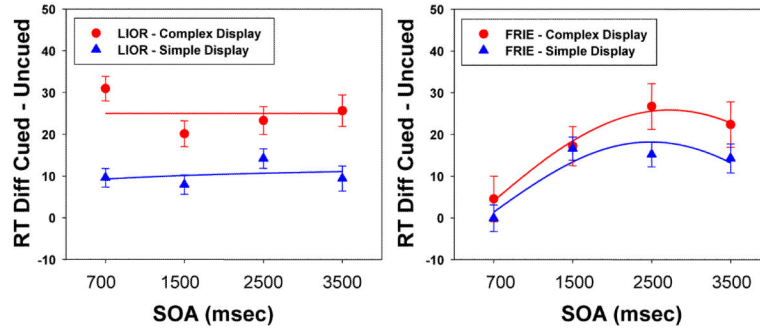 50
40
30
20
10
0
-10
RT Diff Cued - Uncued
LIOR - Complex Display
LIOR - Simple Display
700 1500 2500 3500
SOA (msec)
50
40
30
20
10
0
-10
RT Diff Cued - Uncued
FRIE - Complex Display
FRIE - Simple Display
700 1500 2500 3500
SOA (msec)